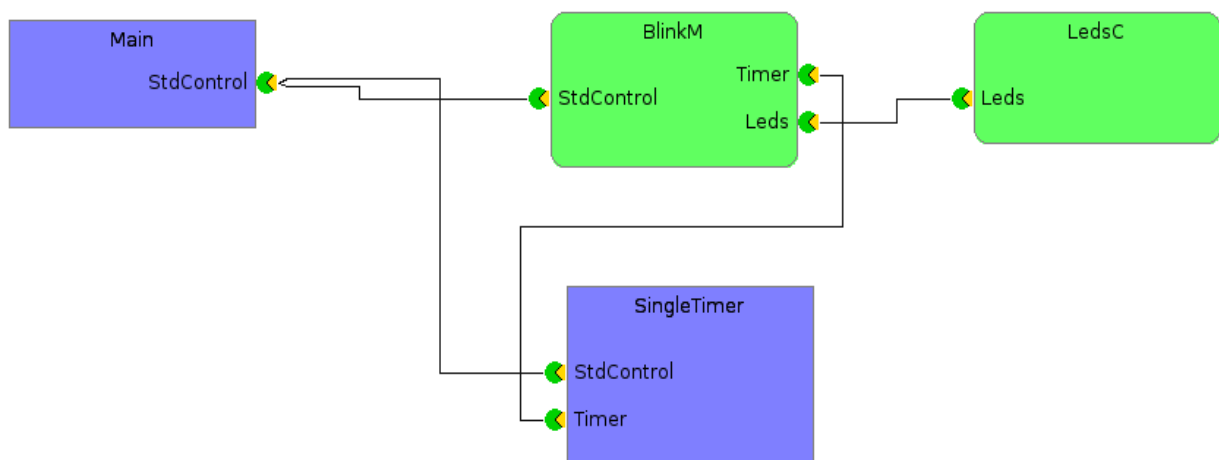 Main
StdControl
BlinkM
Timer
StdControl
Leds
LedsC
Leds
SingleTimer
StdControl
Timer